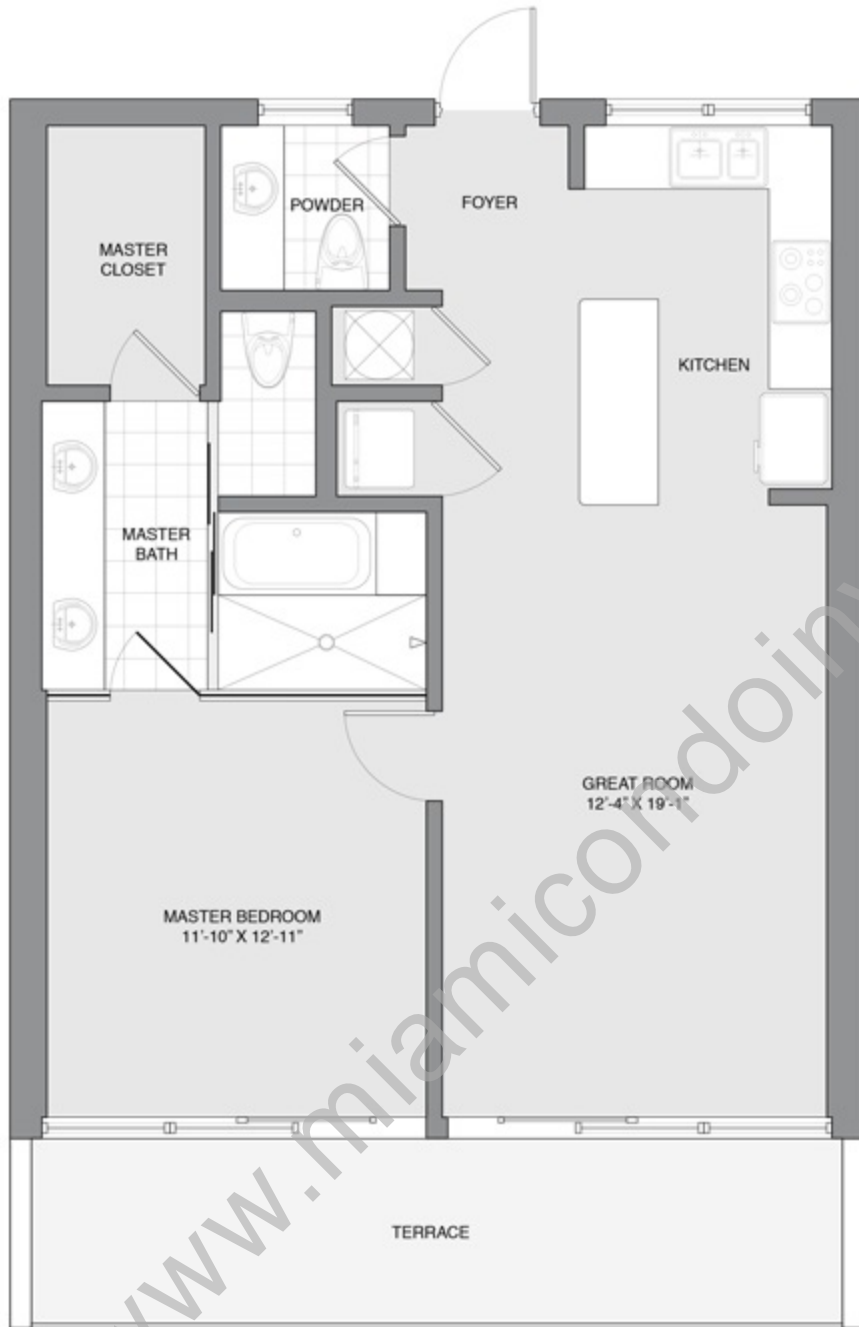 POWDER
FOYER
MASTER
CLOSET
KITCHEN
MASTER
BATH
GREAT ROOM
12'-4" X 19'-1"
MASTER BEDROOM
11'-10" X 12'-11"
TERRACE
www.miamicondoinv